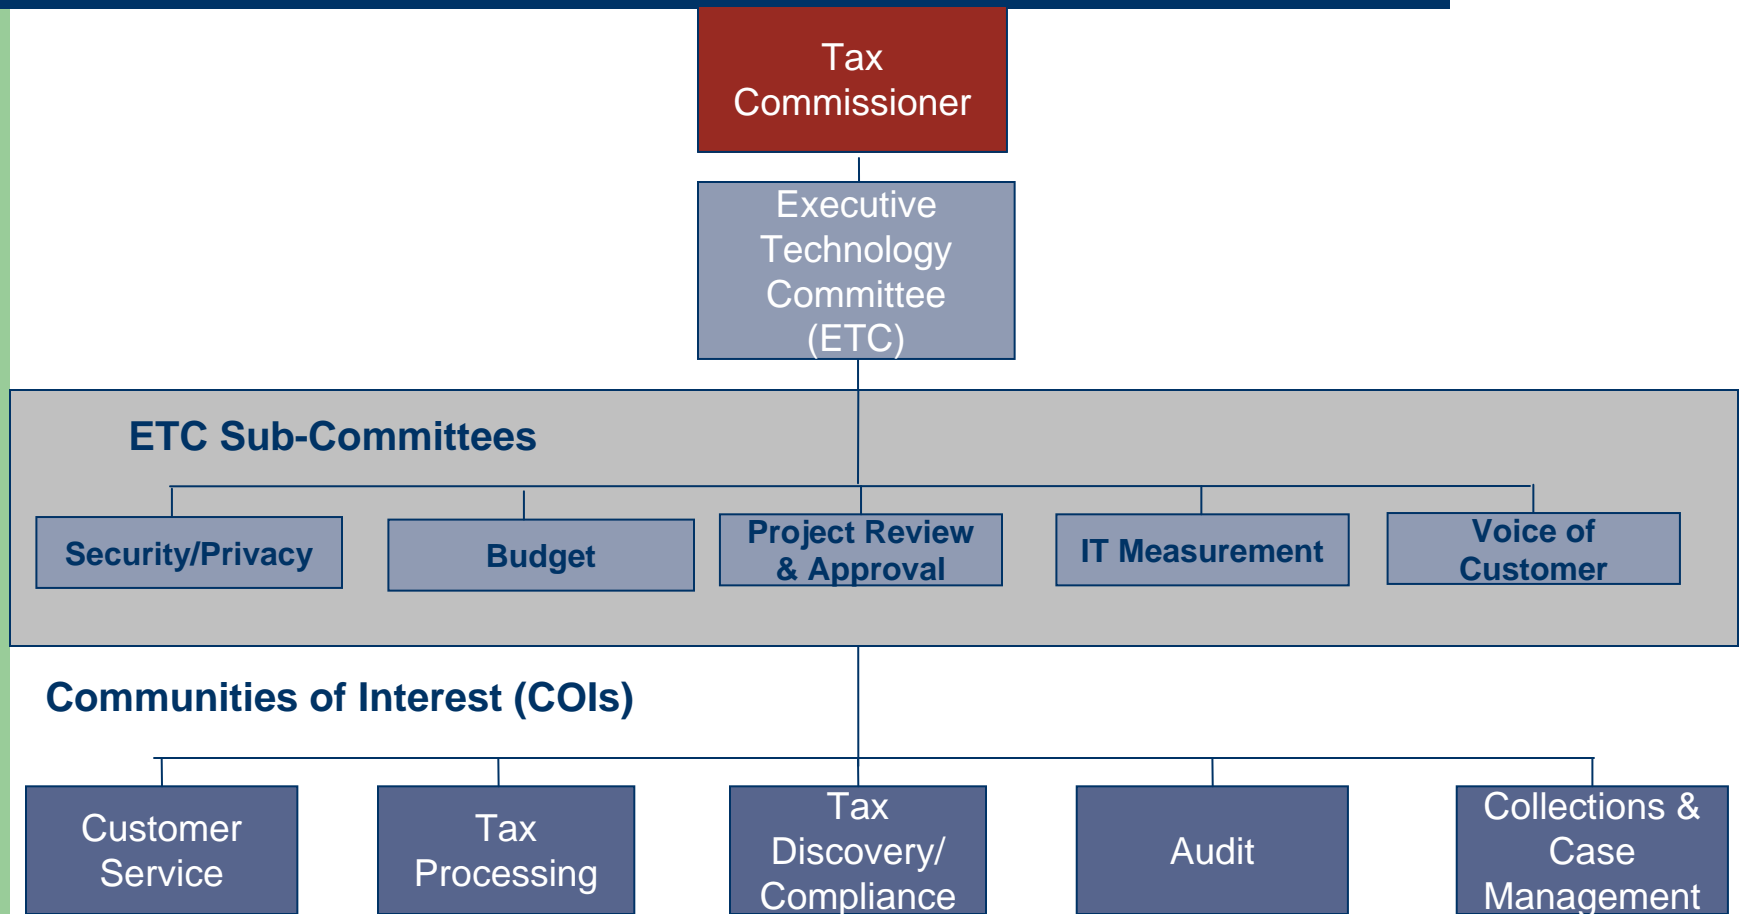 Tax
Commissioner
Executive
Technology
Committee
(ETC)
ETC Sub-Committees
Security/Privacy
Budget
Project Review
& Approval
IT Measurement
Voice of
Customer
Communities of Interest (COIs)
Customer
Service
Tax
Processing
Tax
Discovery/
Compliance
Audit
Collections &
Case
Management